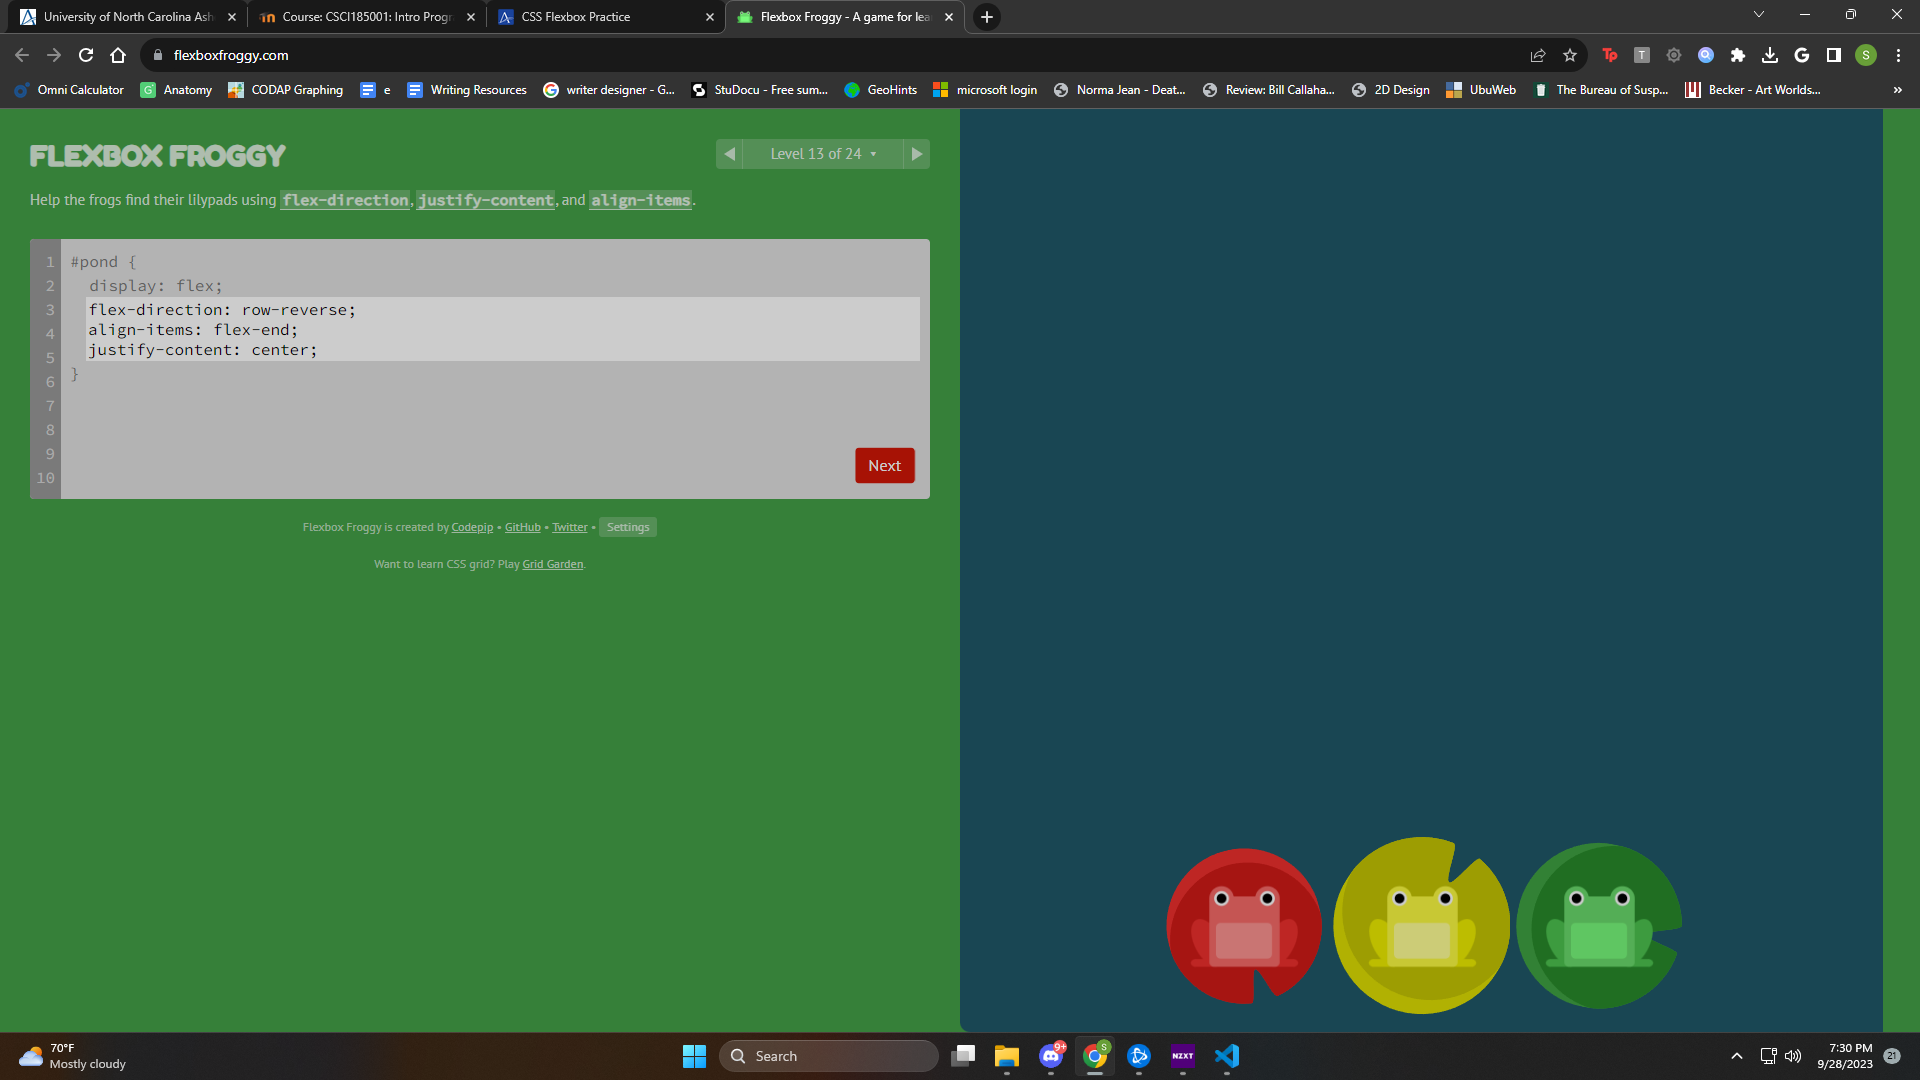 University of North Carolina Ash
Course: CSCI185001: Intro Progr
CSS Flexbox Practice
Flexbox Froggy - A game for lea
flexboxfroggy.com
Tp
T
G
S
Omni Calculator
Anatomy
CODAP Graphing
e
Writing Resources
writer designer - G...
StuDocu - Free sum...
GeoHints
microsoft login
Norma Jean - Deat...
Review: Bill Callaha...
2D Design
UbuWeb
The Bureau of Susp...
Becker - Art Worlds...
»
FLEXBOX FROGGY
Level 13 of 24
Help the frogs find their lilypads using flex-direction, justify-content, and align-items.
1 #pond {
2 display: flex;
3 flex-direction: row-reverse;
4 align-items: flex-end;
5 justify-content: center;
6 }
7
8
9
10
Next
Flexbox Froggy is created by Codepip • GitHub • Twitter • Settings
Want to learn CSS grid? Play Grid Garden.
70°F
Mostly cloudy
Search
9+
S
NZXT
7:30 PM
9/28/2023
21